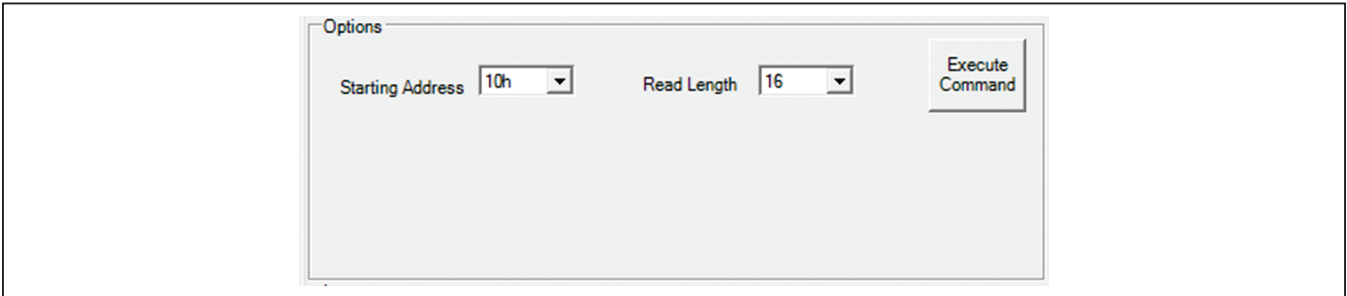 Options
Starting Address 10h Read Length 16
Execute
Command